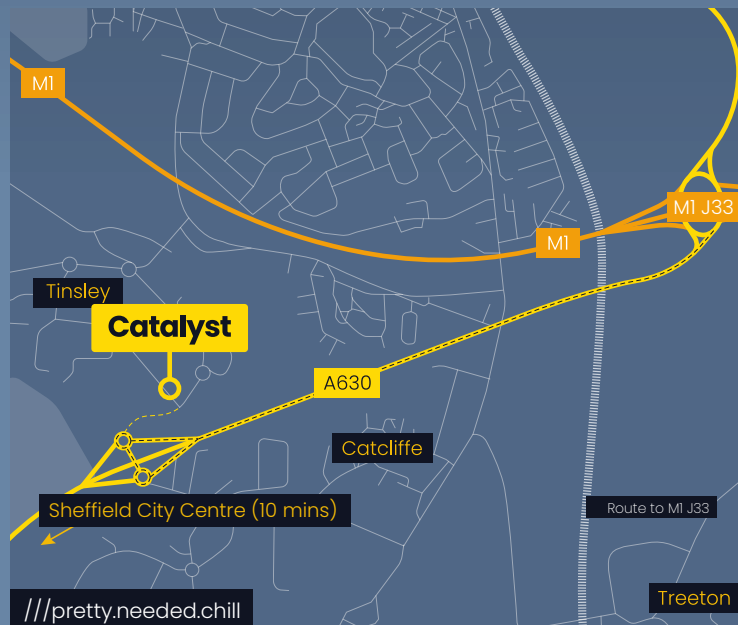 M1
M1 J33
M1
Tinsley
Catalyst
A630
Catcliffe
Sheffield City Centre (10 mins)
Route to M1 J33
Treeton
///pretty.needed.chill